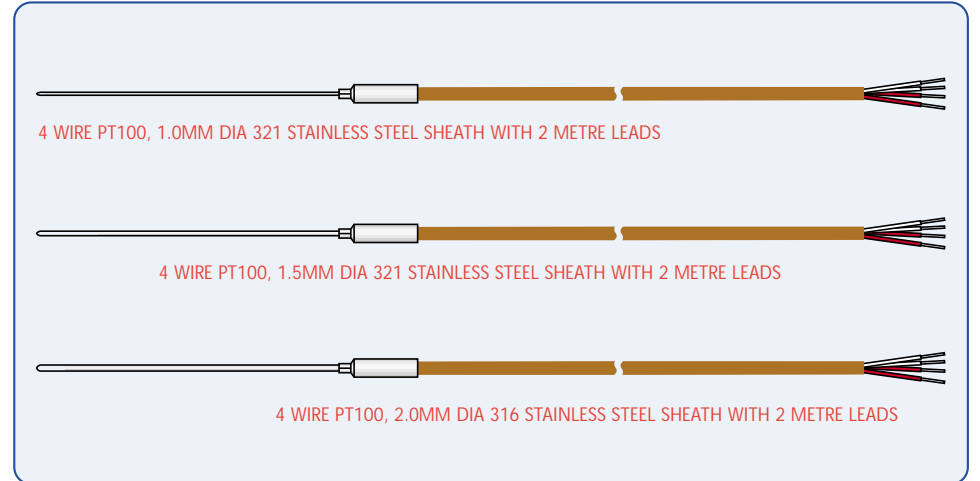 4 WIRE PT100, 1.0MM DIA 321 STAINLESS STEEL SHEATH WITH 2 METRE LEADS
4 WIRE PT100, 1.5MM DIA 321 STAINLESS STEEL SHEATH WITH 2 METRE LEADS
4 WIRE PT100, 2.0MM DIA 316 STAINLESS STEEL SHEATH WITH 2 METRE LEADS